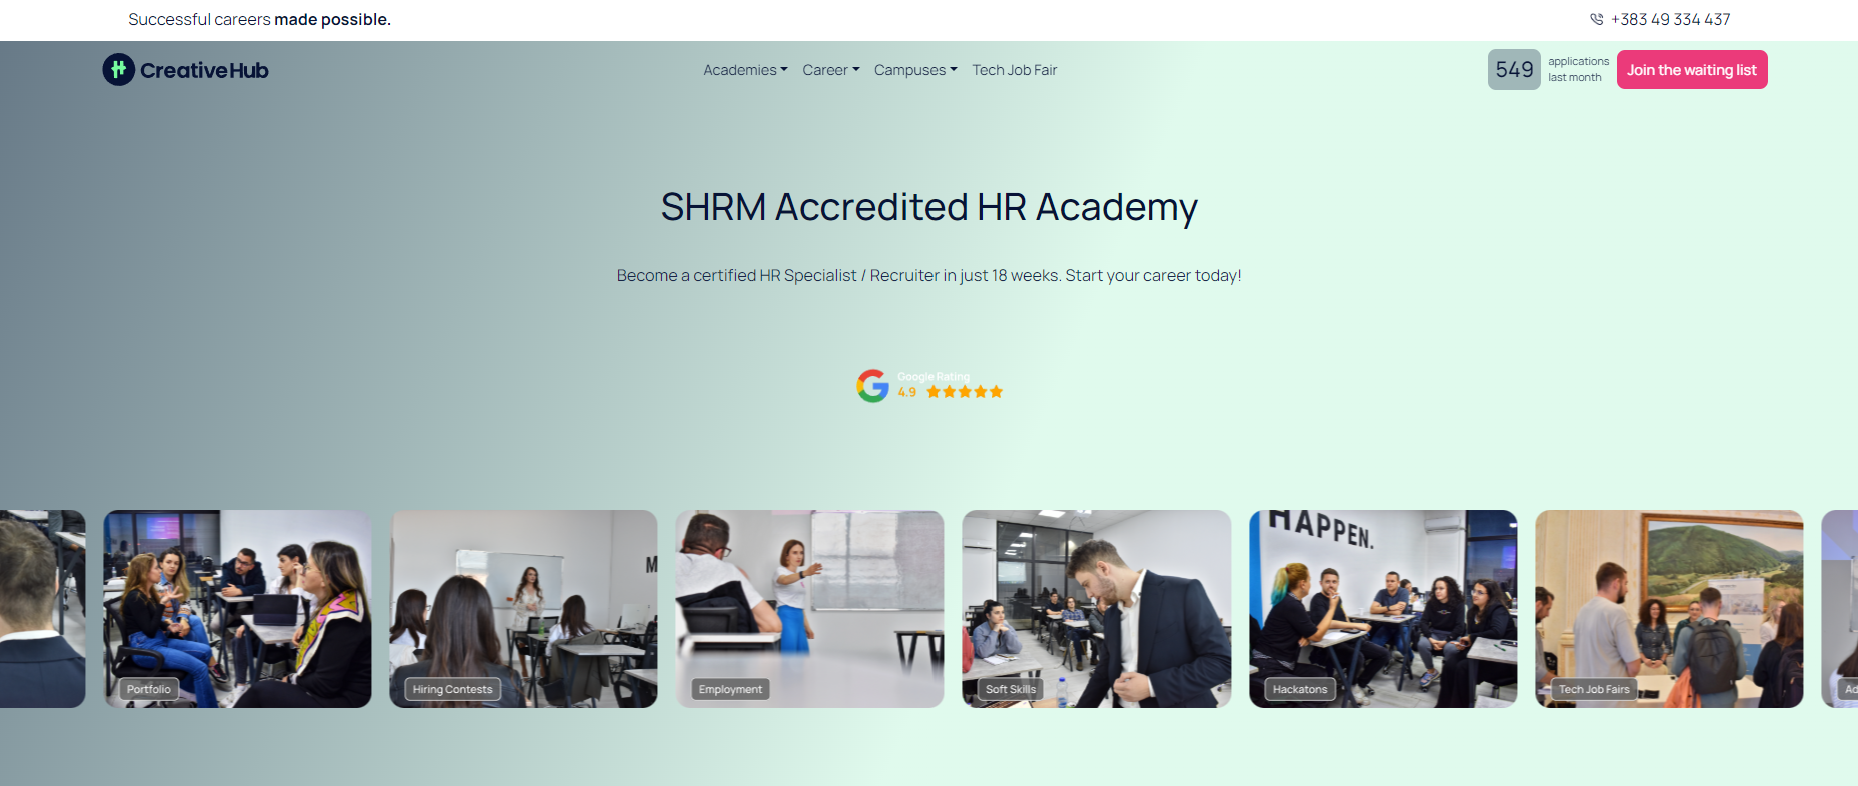 Successful careers made possible.
+383 49 334 437
CreativeHub
Academies
Career
Campuses
Tech Job Fair
549
applications
last month
Join the waiting list
SHRM Accredited HR Academy
Become a certified HR Specialist / Recruiter in just 18 weeks. Start your career today!
Google Rating
4.9
M
HAPPEN.
Portfolio
Hiring Contests
Employment
Soft Skills
Hackatons
Tech Job Fairs
Ad